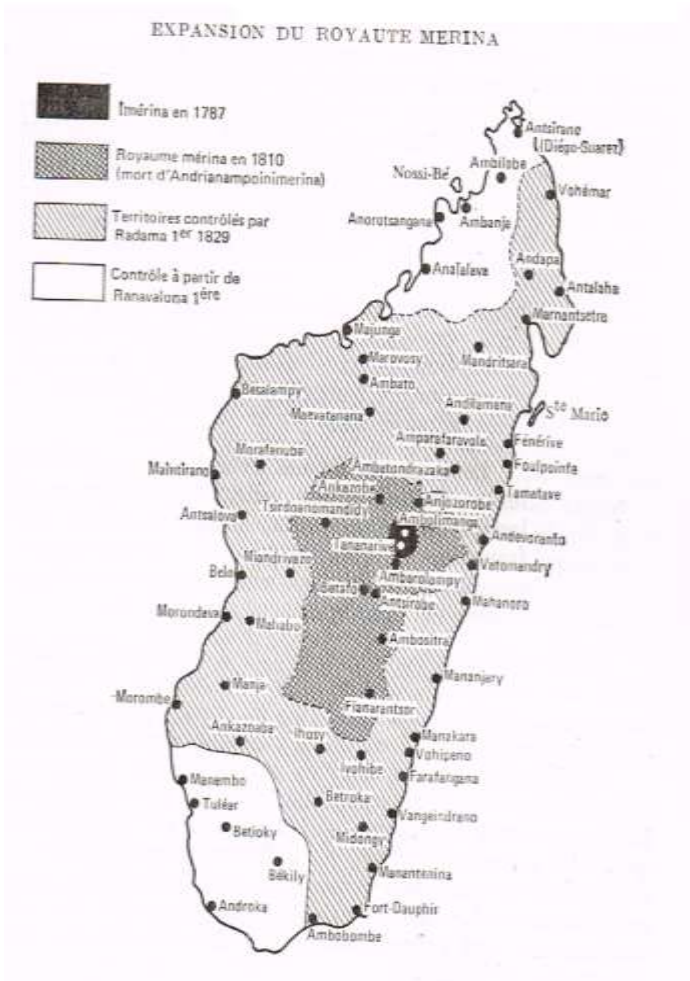 EXPANSION DU ROYAUTE MERINA
Imérina en 1787
Royaume mérina en 1810
(mort d'Andrianampoinimerina)
Territoires contrôlés par
Radama 1er 1829
Contrôle à partir de
Ranavalona 1ère
Antsirane
(Diégo-Suarez)
Ambilobe
Nossi-Bé
Vohémar
Anorotsangana
Ambanja
Andapa
Analalava
Antalaha
Marnantsetra
Majunga
Marovoay
Mandritsara
Ambato
Besalampy
Andilamena
Ste Marie
Maevatanana
Amparafaravola
Fénérive
Morafenobe
Ambatondrazaka
Foulpointe
Maintirano
Ankazobe
Tamatave
Anjozorobe
Tsiroanomandidy
Antsalova
Ambohimanga
Tananarive
Andevoranto
Miandrivazo
Vatomandry
Belo
Ambatolampy
Betafo
Antsirabe
Mahanoro
Morondava
Mahabo
Ambositra
Manja
Mananjary
Morombe
Fianarantsoa
Ankazoabe
Ihosy
Manakara
Vohipeno
Ivohibe
Manombo
Farafangana
Tuléar
Betroka
Vangaindrano
Betioky
Midongy
Békily
Manantenina
Androka
Fort-Dauphin
Ambobombe